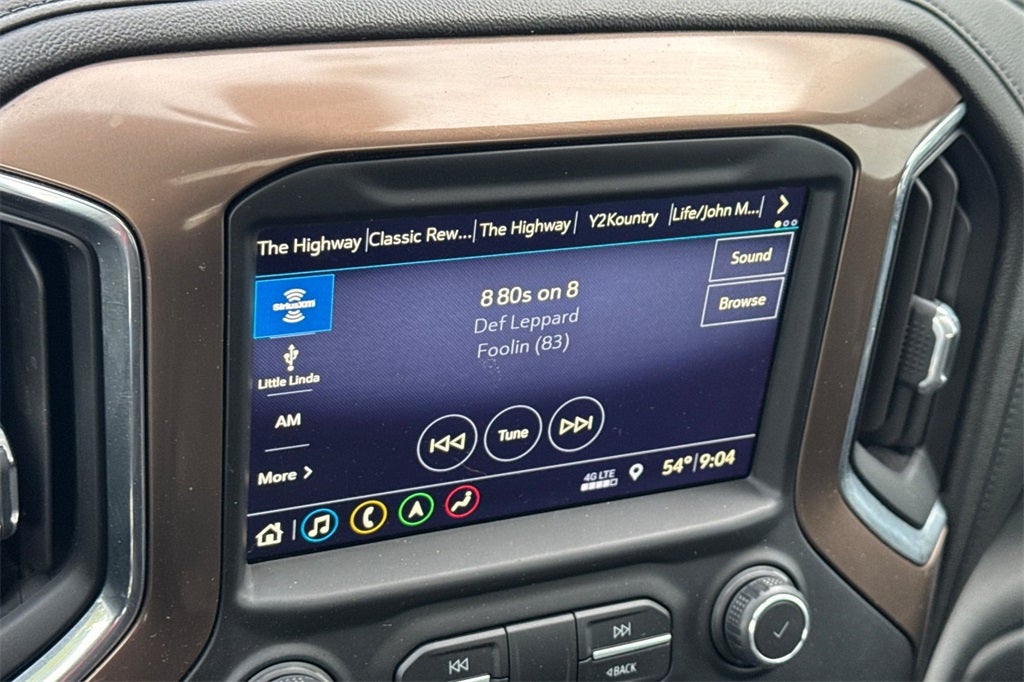 The Highway Classic Rew... The Highway Y2Kountry Life/John M...
SiriusXM
8 80s on 8
Def Leppard
Foolin (83)
Sound
Browse
Little Linda
AM
More
Tune
4G LTE
54° 9:04
BACK